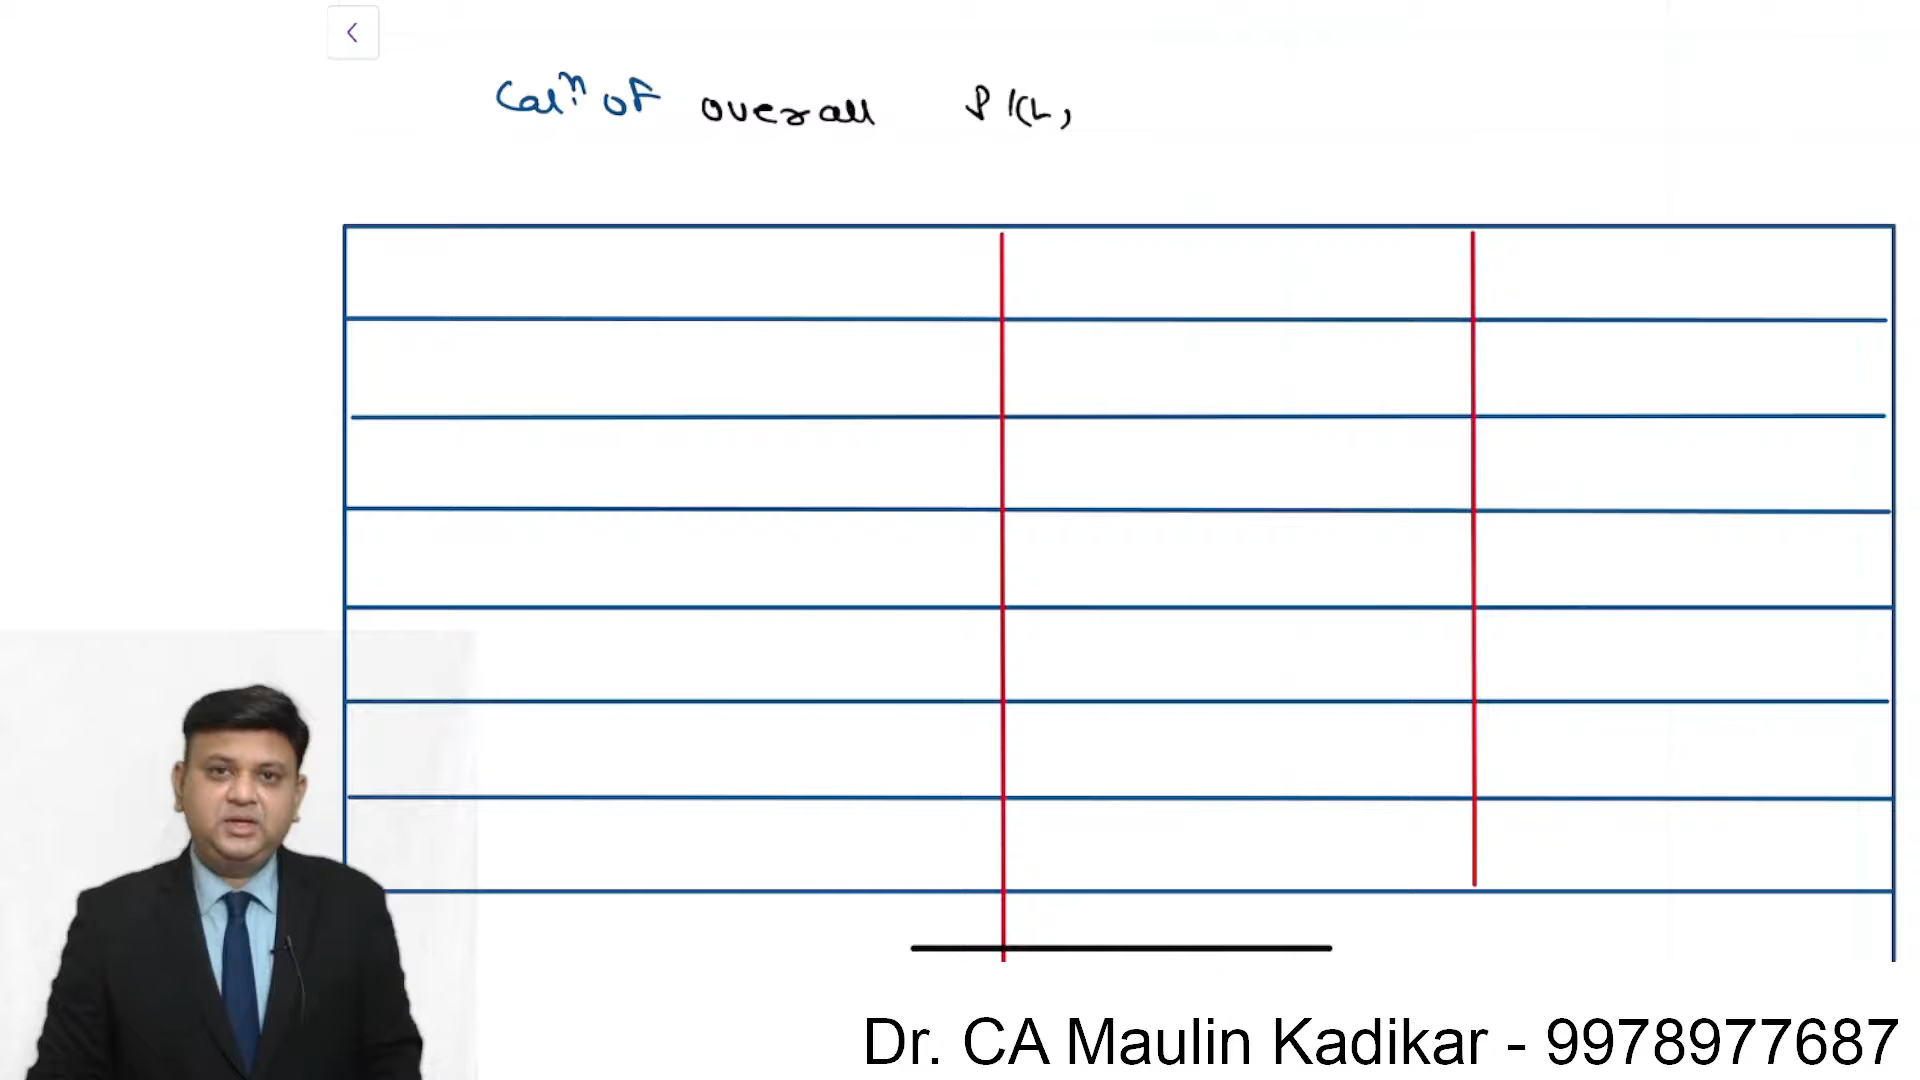 Calⁿ. of overall P/(L)
Dr. CA Maulin Kadikar - 9978977687